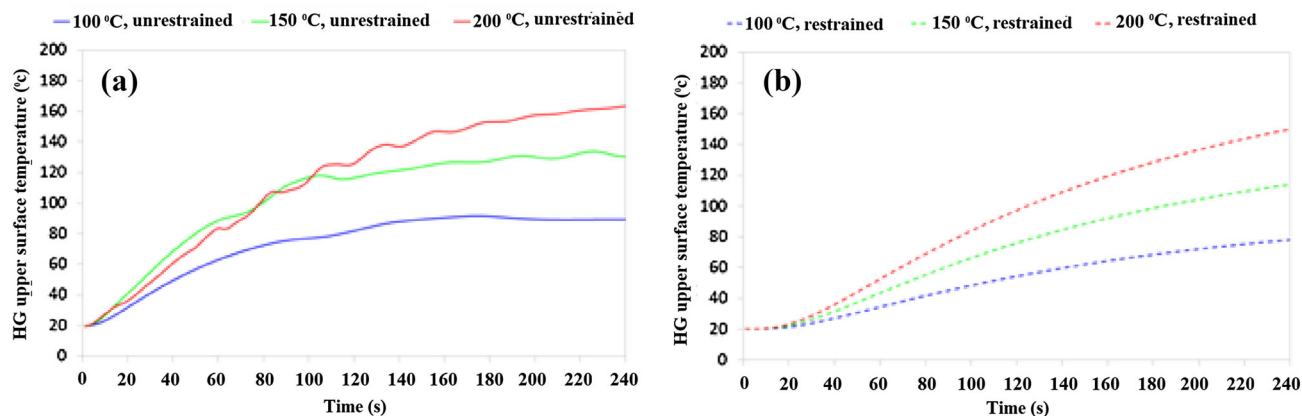 100 ⁰C, unrestrained 150 ⁰C, unrestrained 200 ⁰C, unrestrained
(a)
HG upper surface temperature (⁰c)
200
180
160
140
120
100
80
60
40
20
0
0 20 40 60 80 100 120 140 160 180 200 220 240
Time (s)
100 ⁰C, restrained 150 ⁰C, restrained 200 ⁰C, restrained
(b)
HG upper surface temperature (⁰c)
200
180
160
140
120
100
80
60
40
20
0
0 20 40 60 80 100 120 140 160 180 200 220 240
Time (s)